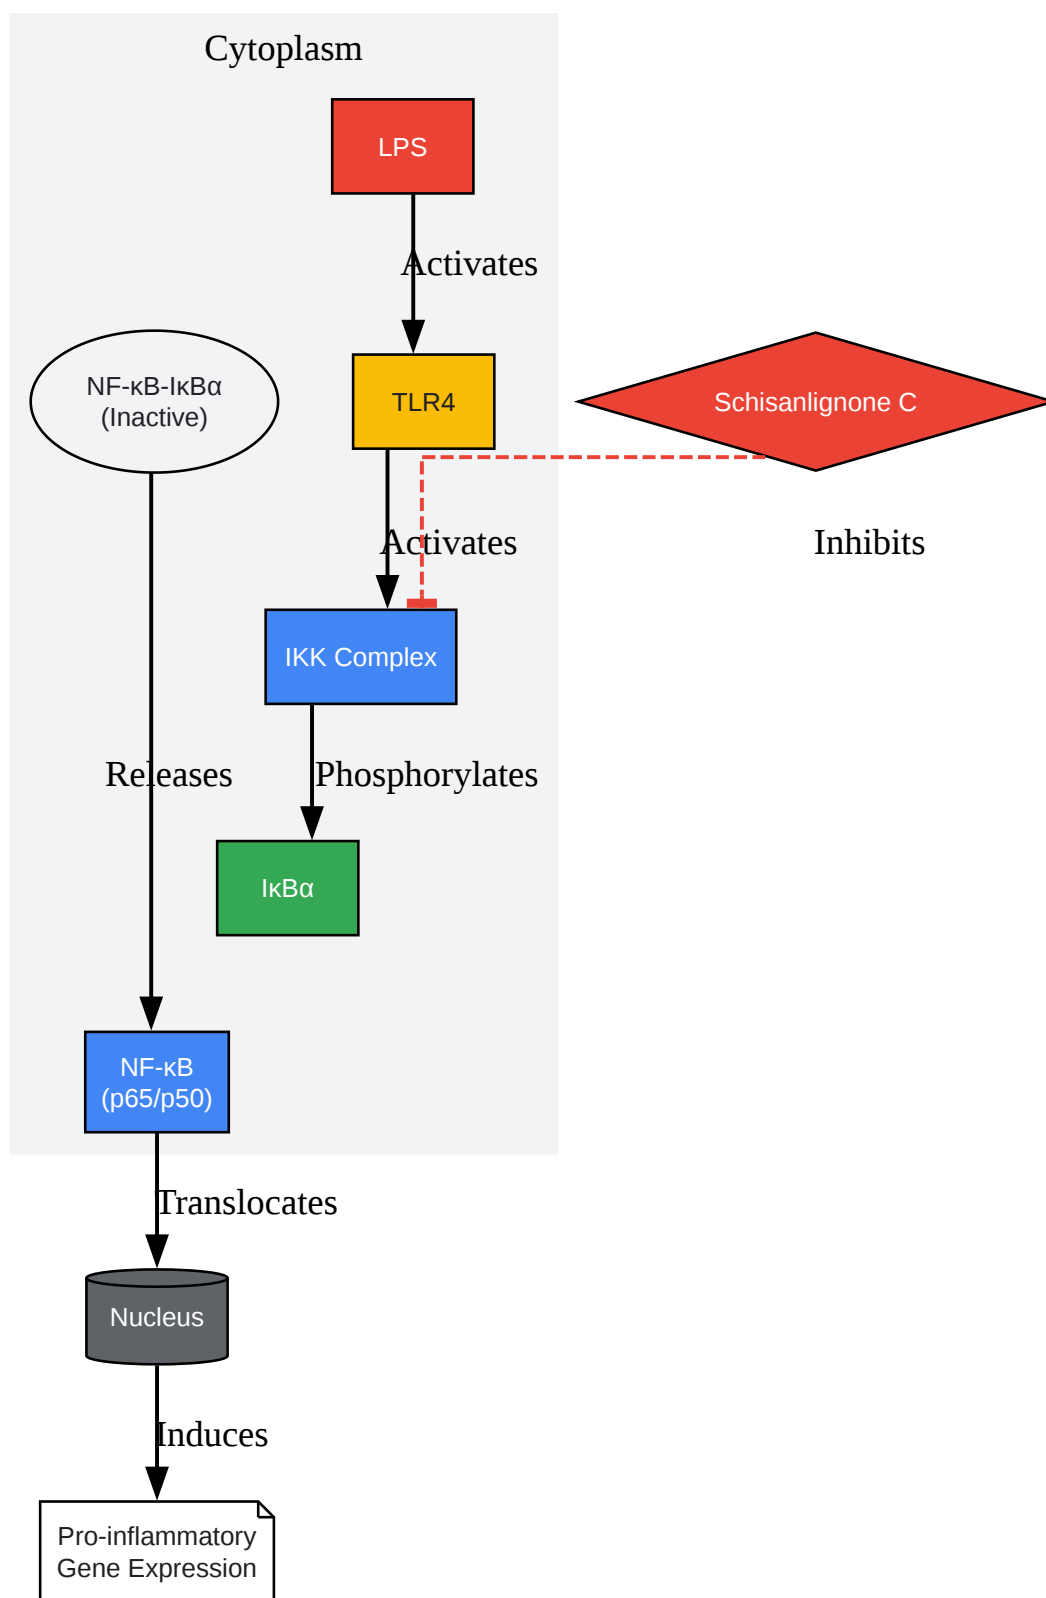 Cytoplasm
LPS
Activates
NF-κB-IκBα
(Inactive)
TLR4
Schisanlignone C
Activates
Inhibits
IKK Complex
Releases
Phosphorylates
IκBα
NF-κB
(p65/p50)
Translocates
Nucleus
Induces
Pro-inflammatory
Gene Expression